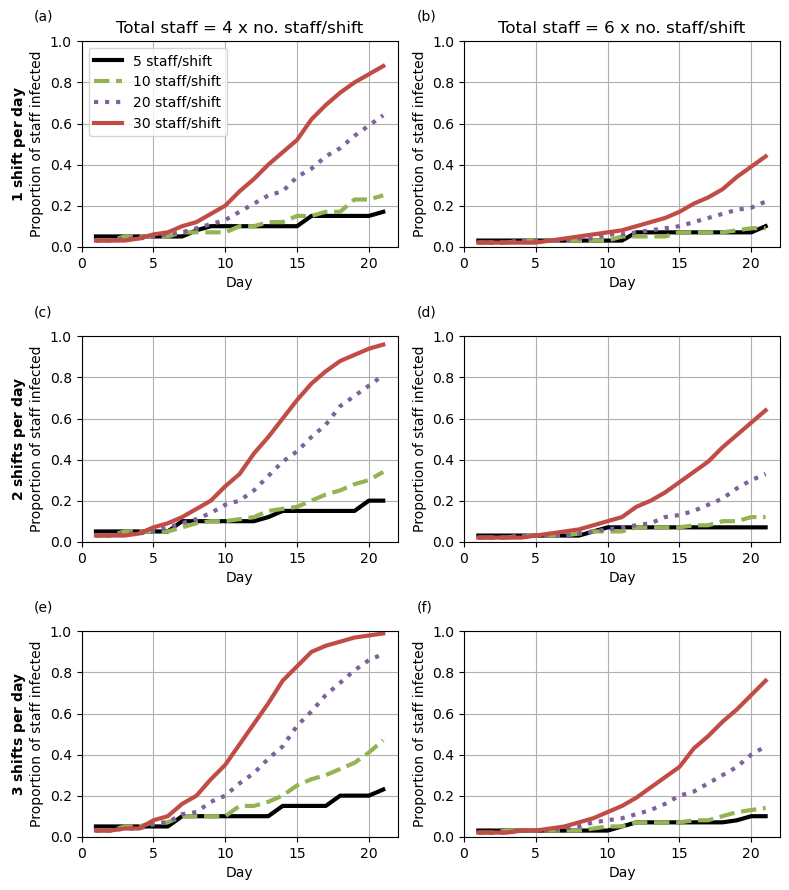 (a)
Total staff = 4 x no. staff/shift
1 shift per day
Proportion of staff infected
1.0
0.8
0.6
0.4
0.2
0.0
5 staff/shift
10 staff/shift
20 staff/shift
30 staff/shift
0 5 10 15 20
Day
(b)
Total staff = 6 x no. staff/shift
Proportion of staff infected
1.0
0.8
0.6
0.4
0.2
0.0
0 5 10 15 20
Day
(c)
2 shifts per day
Proportion of staff infected
1.0
0.8
0.6
0.4
0.2
0.0
0 5 10 15 20
Day
(d)
Proportion of staff infected
1.0
0.8
0.6
0.4
0.2
0.0
0 5 10 15 20
Day
(e)
3 shifts per day
Proportion of staff infected
1.0
0.8
0.6
0.4
0.2
0.0
0 5 10 15 20
Day
(f)
Proportion of staff infected
1.0
0.8
0.6
0.4
0.2
0.0
0 5 10 15 20
Day